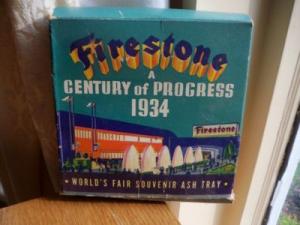 Firestone
A
CENTURY of PROGRESS
1934
Firestone
• WORLD'S FAIR SOUVENIR ASH TRAY •